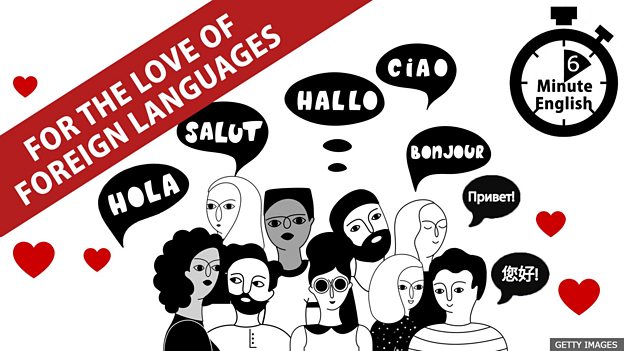 FOR THE LOVE OF
FOREIGN LANGUAGES
6
Minute
English
CiAO
HALLO
SALUT
BONJOUR
HOLA
Привет!
您好!
GETTY IMAGES